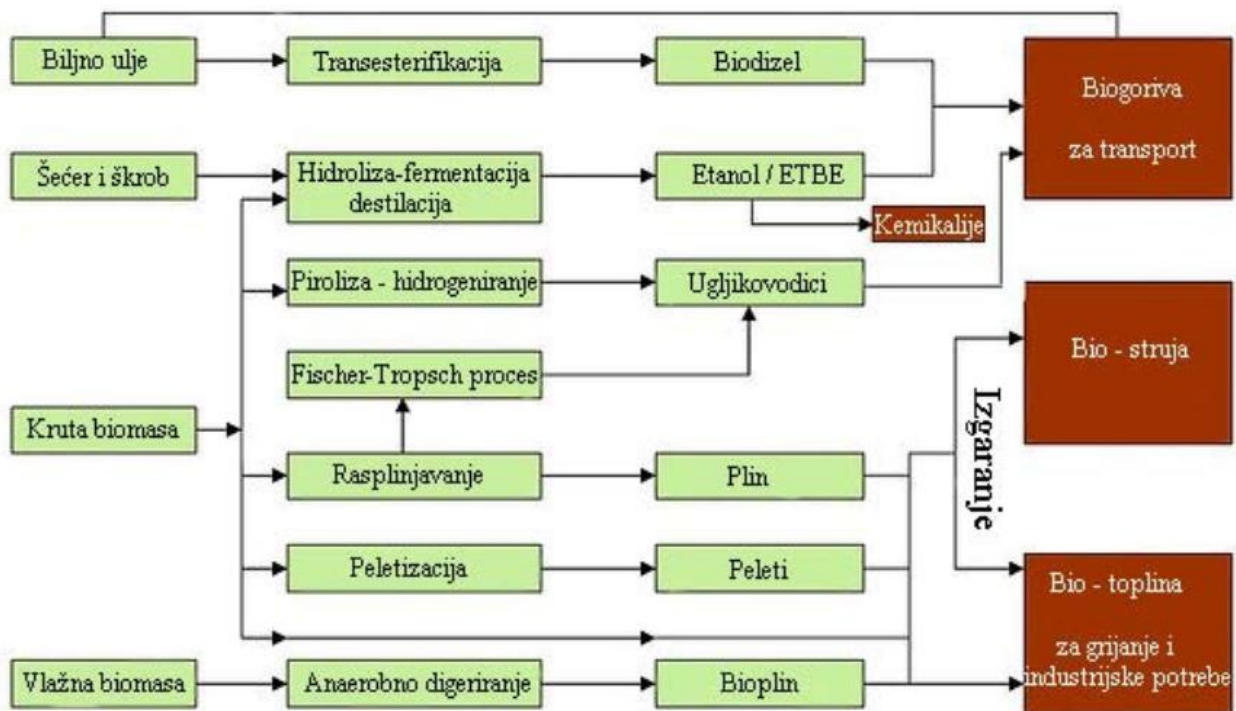 Biljno ulje
Transesterifikacija
Biodizel
Biogoriva
za transport
Šećer i škrob
Hidroliza-fermentacija
destilacija
Etanol / ETBE
Kemikalije
Piroliza - hidrogeniranje
Ugljikovodici
Bio - struja
Fischer-Tropsch proces
Izgaranje
Kruta biomasa
Rasplinjavanje
Plin
Peletizacija
Peleti
Bio - toplina
za grijanje i
industrijske potrebe
Vlažna biomasa
Anaerobno digeriranje
Bioplin